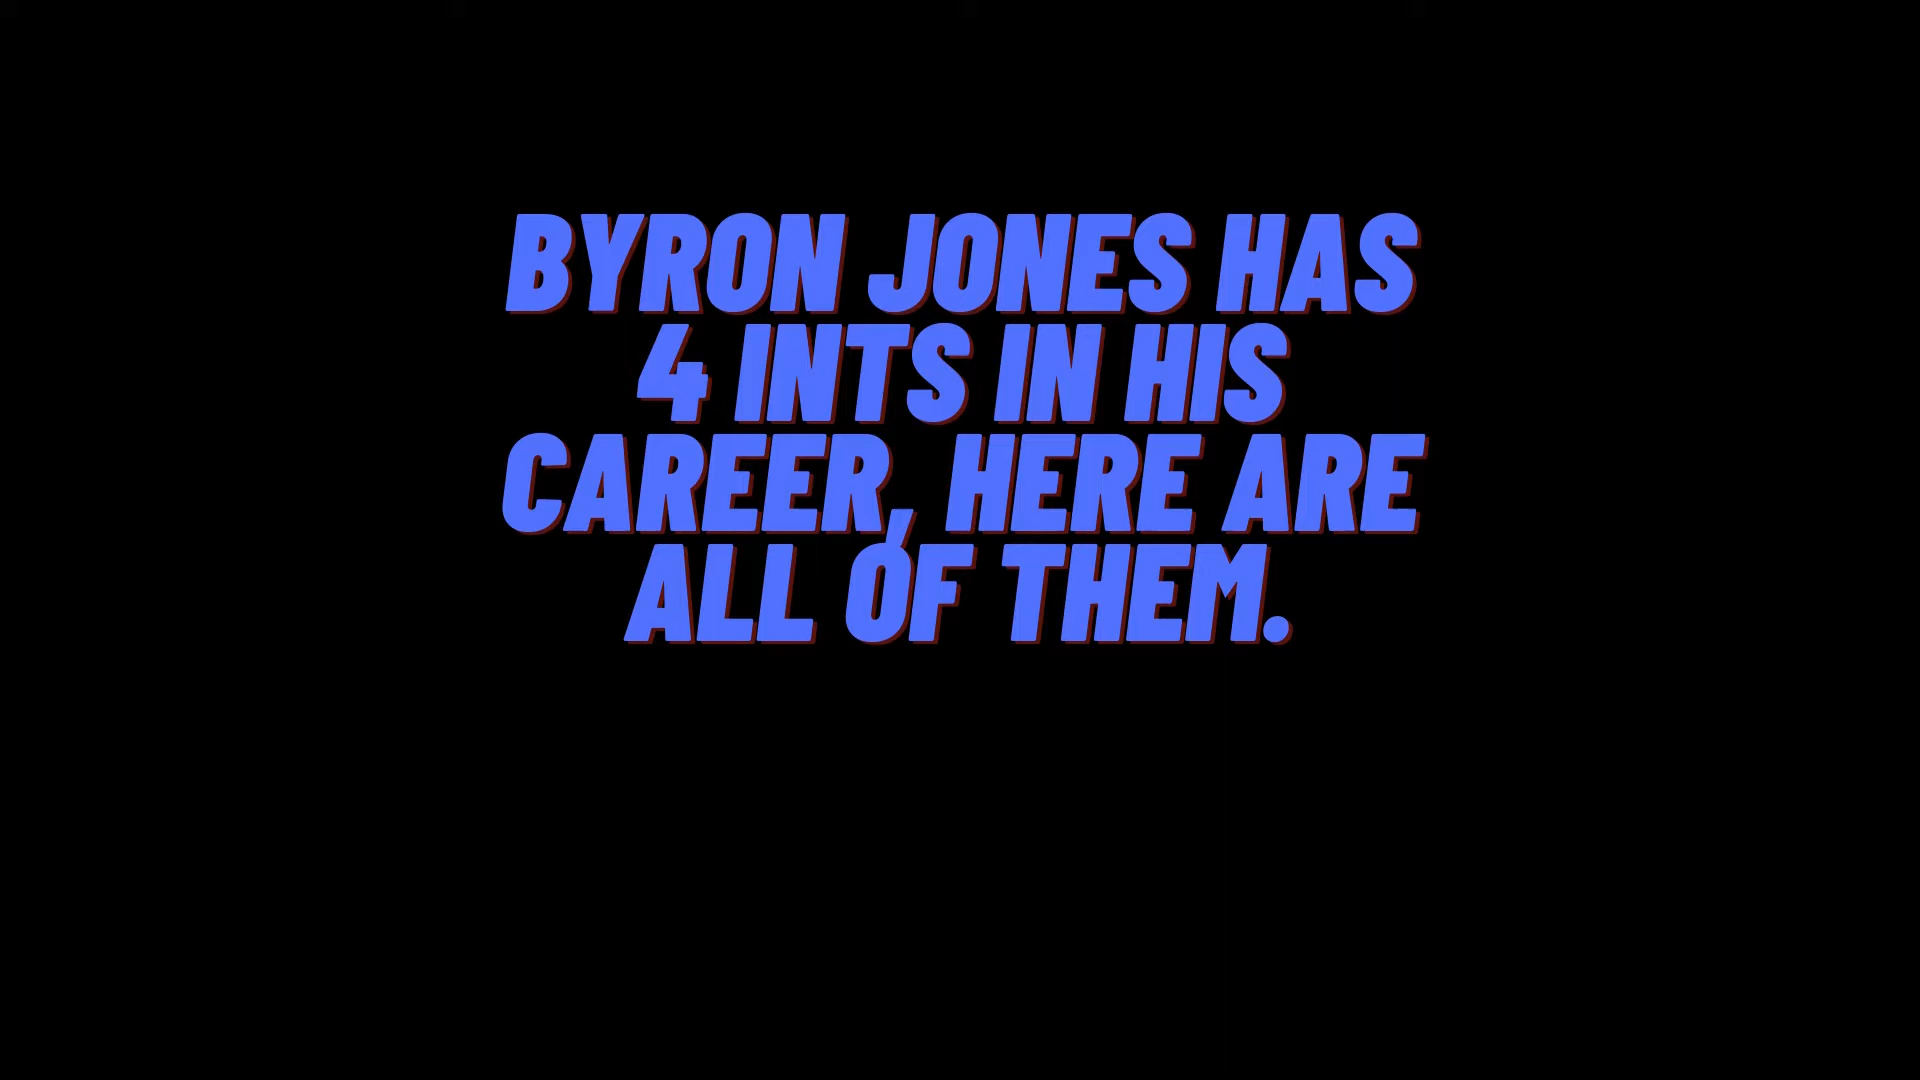 BYRON JONES HAS
4 INTS IN HIS
CAREER, HERE ARE
ALL OF THEM.